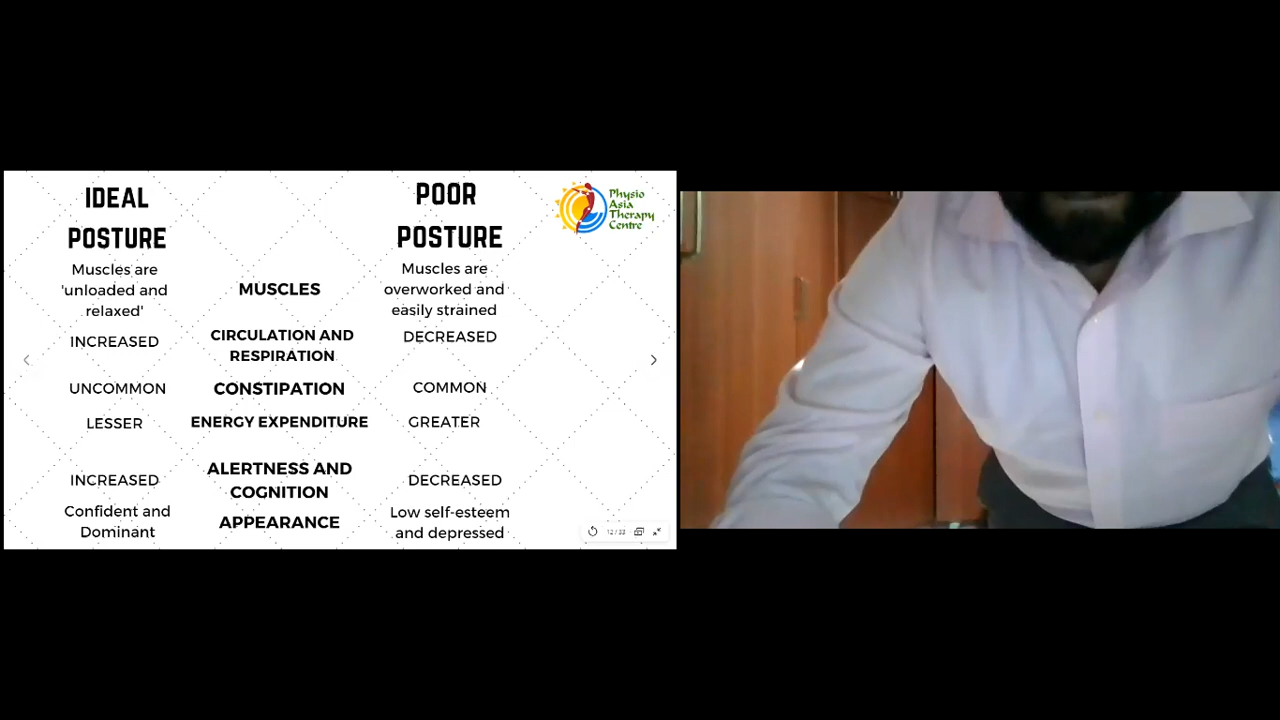 IDEAL
POSTURE
POOR
POSTURE
Physio
Asia
Therapy
Centre
Muscles are
'unloaded and
relaxed'
MUSCLES
Muscles are
overworked and
easily strained
INCREASED
CIRCULATION AND
RESPIRATION
DECREASED
UNCOMMON
CONSTIPATION
COMMON
LESSER
ENERGY EXPENDITURE
GREATER
INCREASED
ALERTNESS AND
COGNITION
DECREASED
Confident and
Dominant
APPEARANCE
Low self-esteem
and depressed
12 / 33